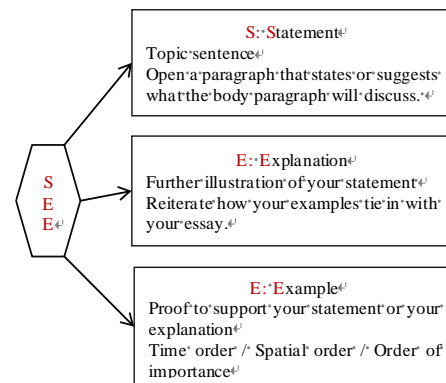 S: Statement
Topic sentence
Open a paragraph that states or suggests
what the body paragraph will discuss.
S
E
E
E: Explanation
Further illustration of your statement
Reiterate how your examples tie in with
your essay.
E: Example
Proof to support your statement or your
explanation
Time order / Spatial order / Order of
importance